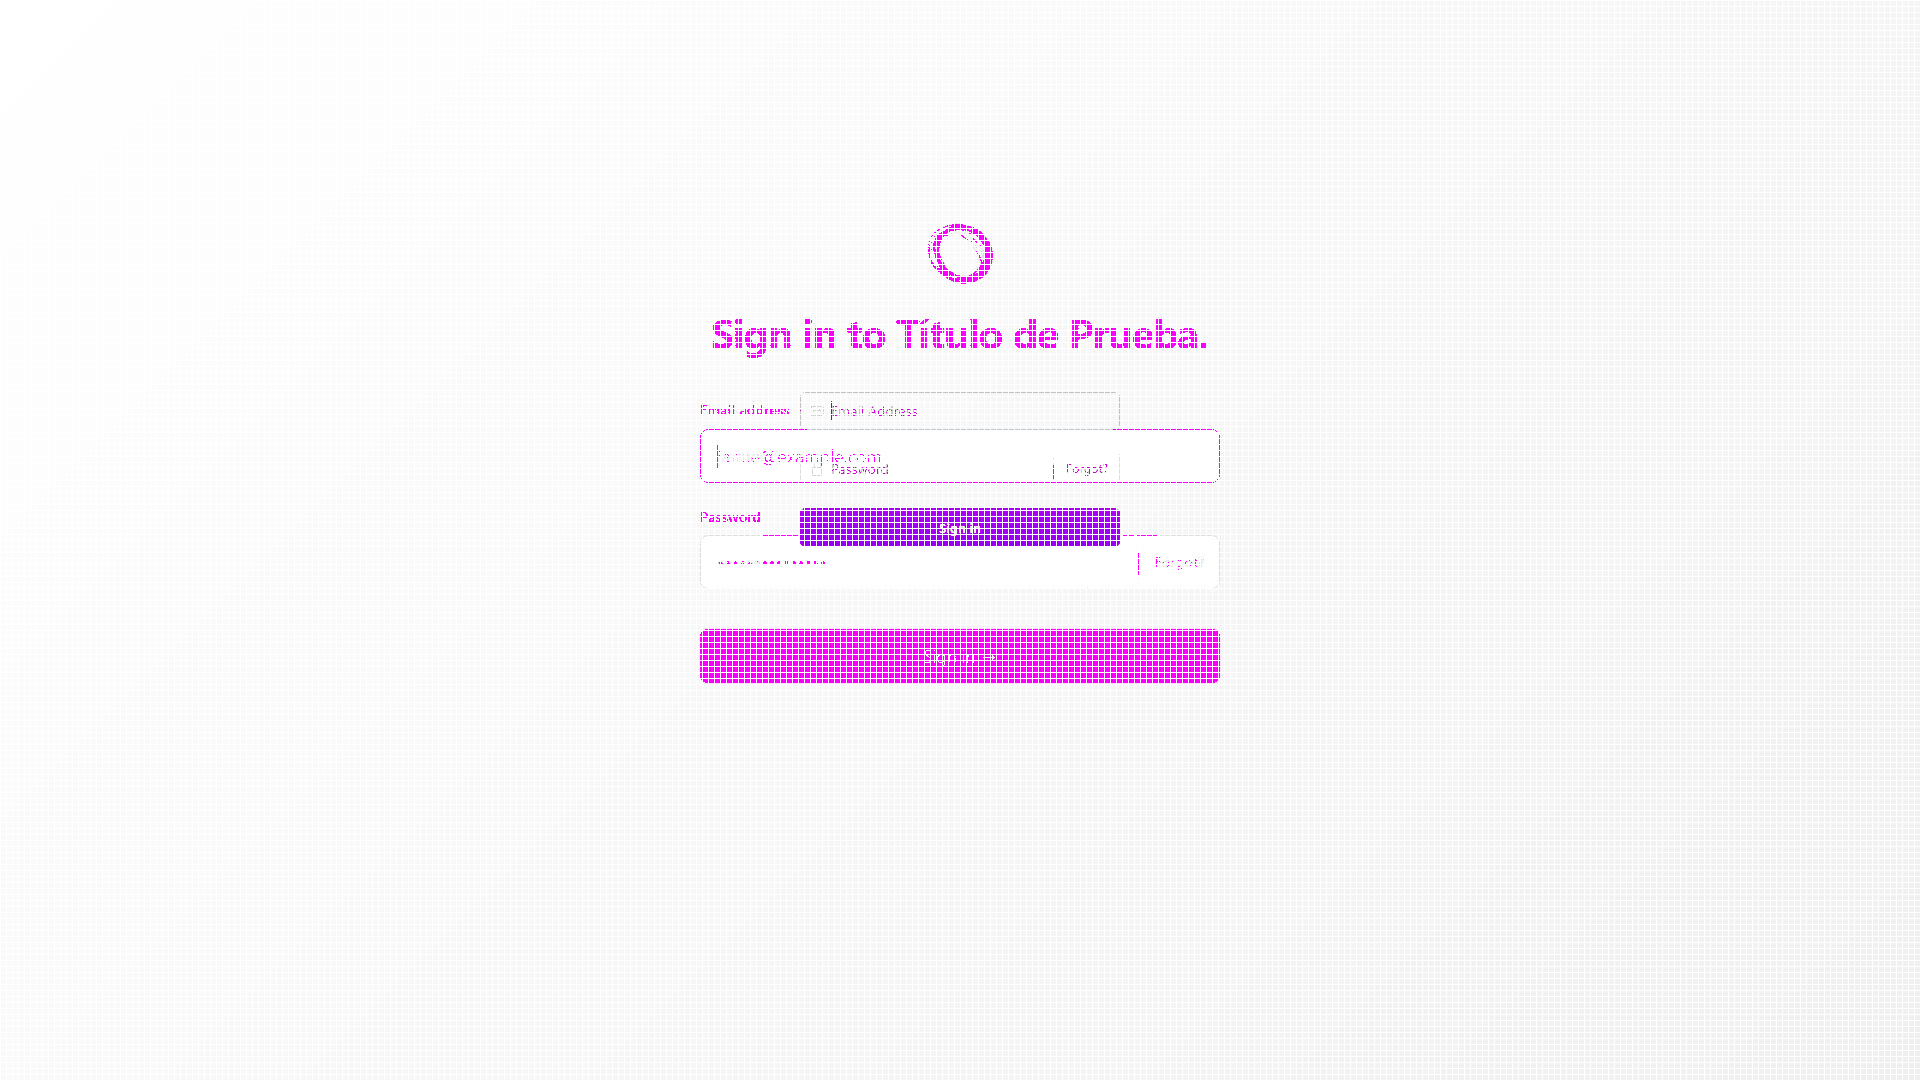 Sign in to Título de Prueba.
Email address
Email Address
jamie@example.com
Password
Forgot?
Password
Sign in
••••••••••••••••
Forgot?
Sign in →